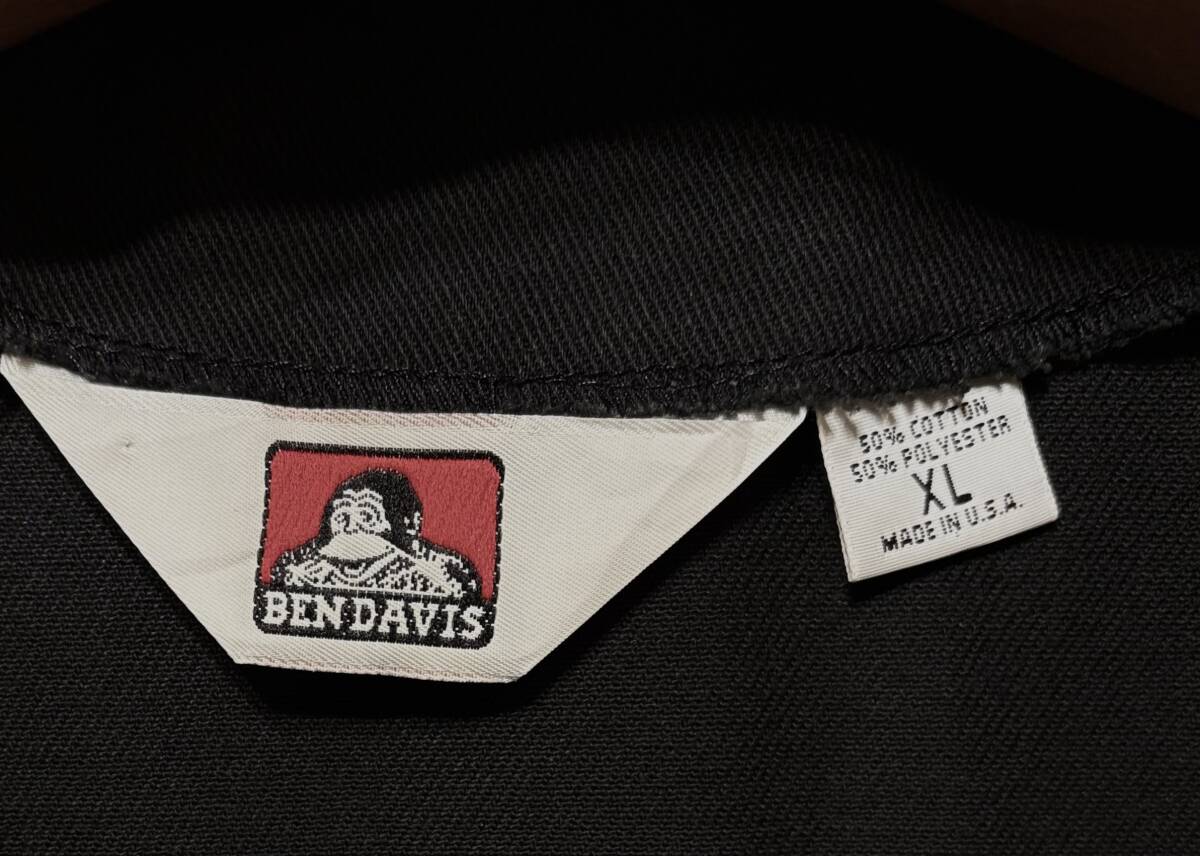 BEN DAVIS
50% COTTON
50% POLYESTER
XL
MADE IN U.S.A.